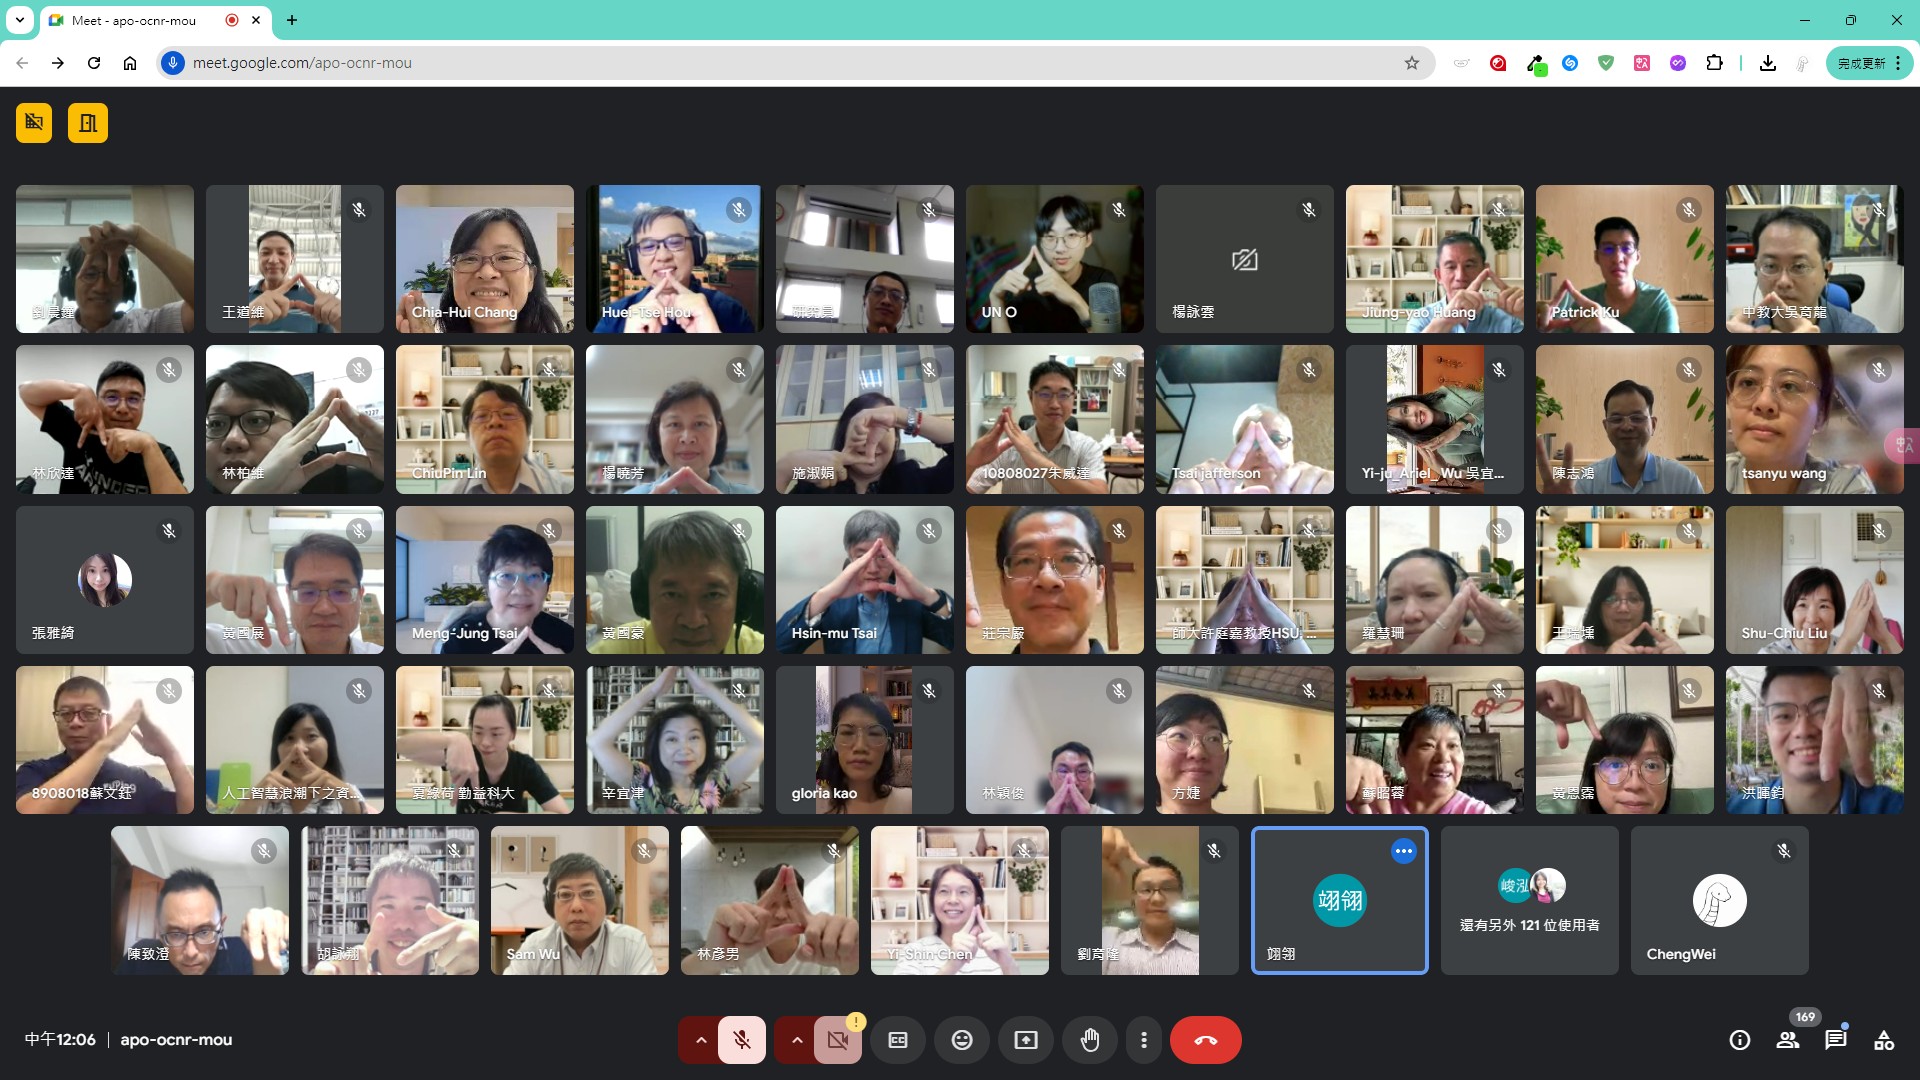 Meet - apo-ocnr-mou
meet.google.com/apo-ocnr-mou
完成更新
王道維
Chia-Hui Chang
Huei-Tse Hou
UN O
楊詠雲
Jiung-yao Huang
Patrick Ku
中教大吳育龍
林欣達
林柏維
ChiuPin Lin
楊曉芳
施淑娟
10808027朱威達
Tsai jafferson
Yi-ju_Ariel_Wu 吳宜...
陳志鴻
tsanyu wang
張雅綺
黃國展
Meng-Jung Tsai
黃國豪
Hsin-mu Tsai
莊宗嚴
師大許庭嘉教授HSU, ...
羅慧珊
Shu-Chiu Liu
8908018蘇文鈺
人工智慧浪潮下之資...
夏綠荷 勤益科大
辛宜津
gloria kao
林穎俊
方婕
蘇昭蓉
黃恩霈
洪暉鈞
陳致澄
胡詠翔
Sam Wu
林彥男
Yi-Shin Chen
劉育隆
翊翎
翊翎
峻泓
還有另外 121 位使用者
ChengWei
中午12:06
apo-ocnr-mou
169